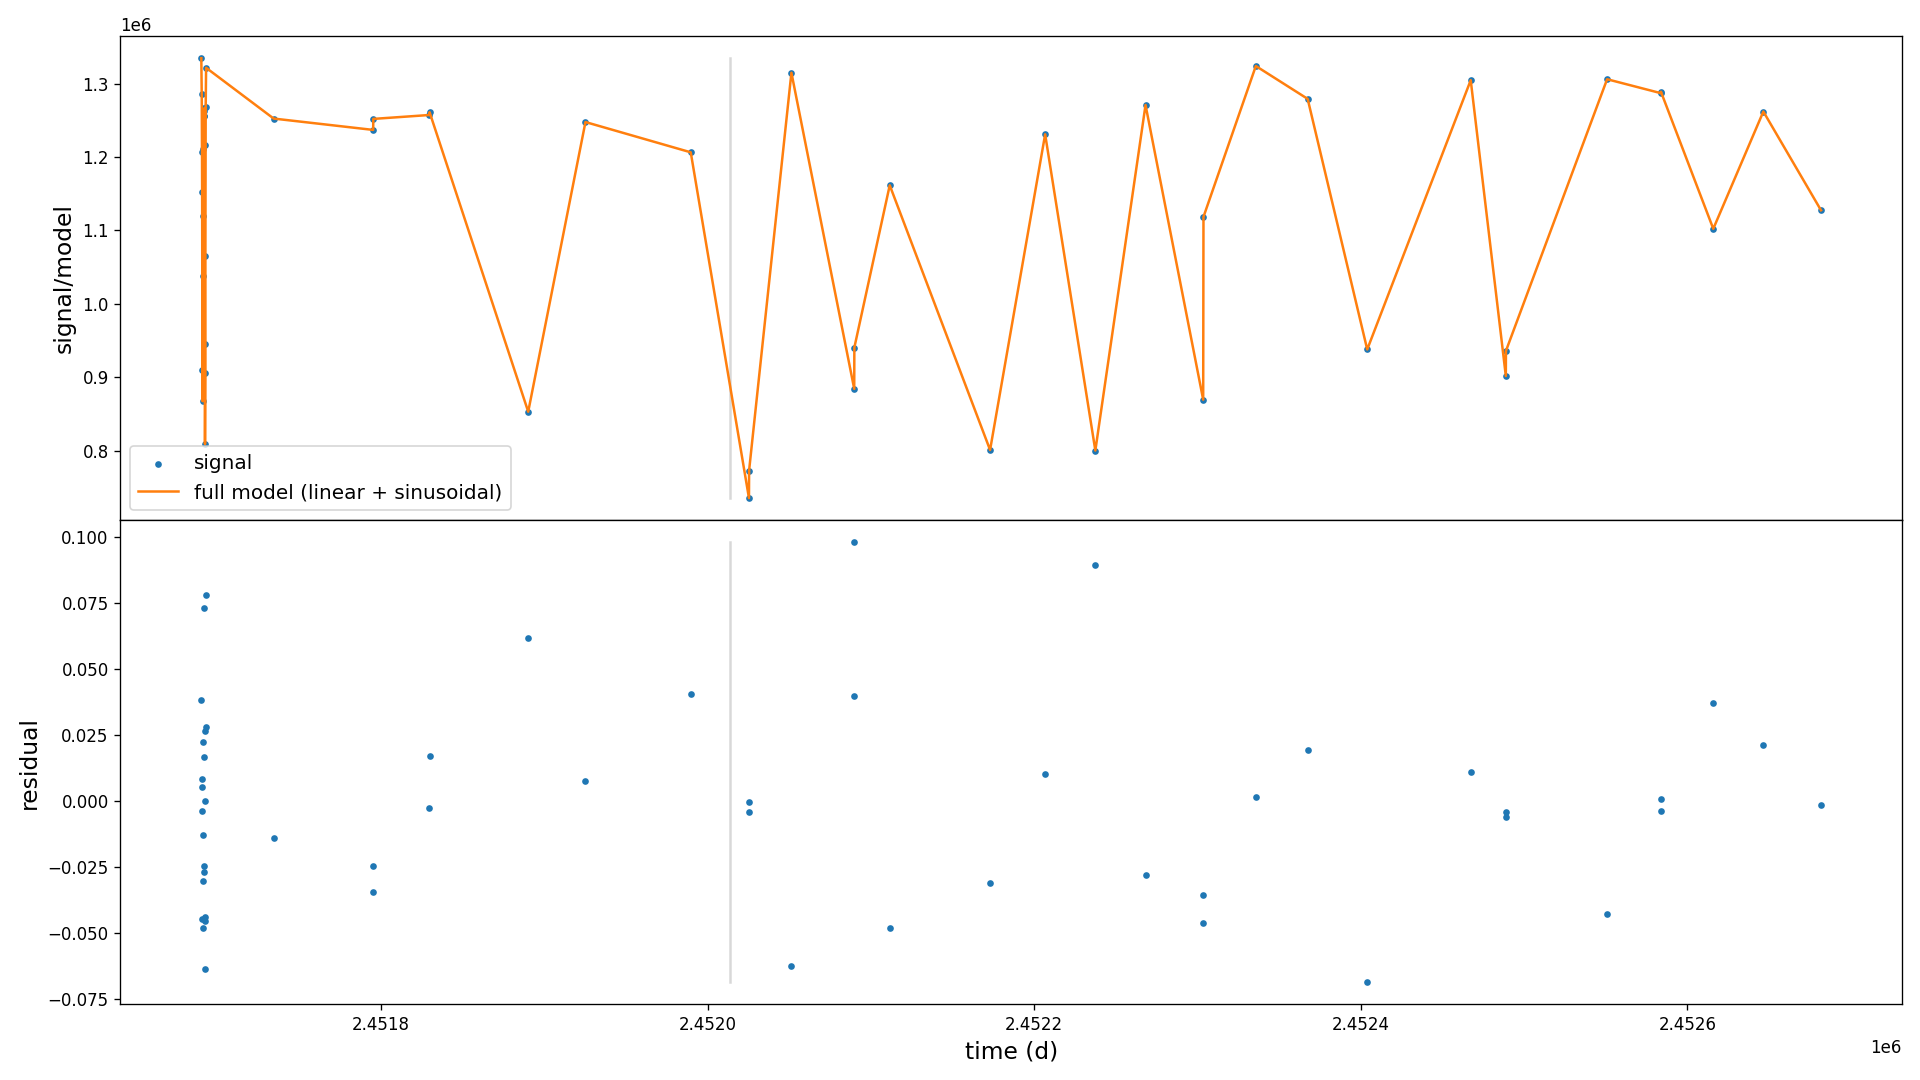 1e6
1.3
1.2
1.1
1.0
0.9
0.8
signal/model
signal
full model (linear + sinusoidal)
0.100
0.075
0.050
0.025
0.000
−0.025
−0.050
−0.075
residual
2.4518
2.4520
2.4522
2.4524
2.4526
time (d)
1e6